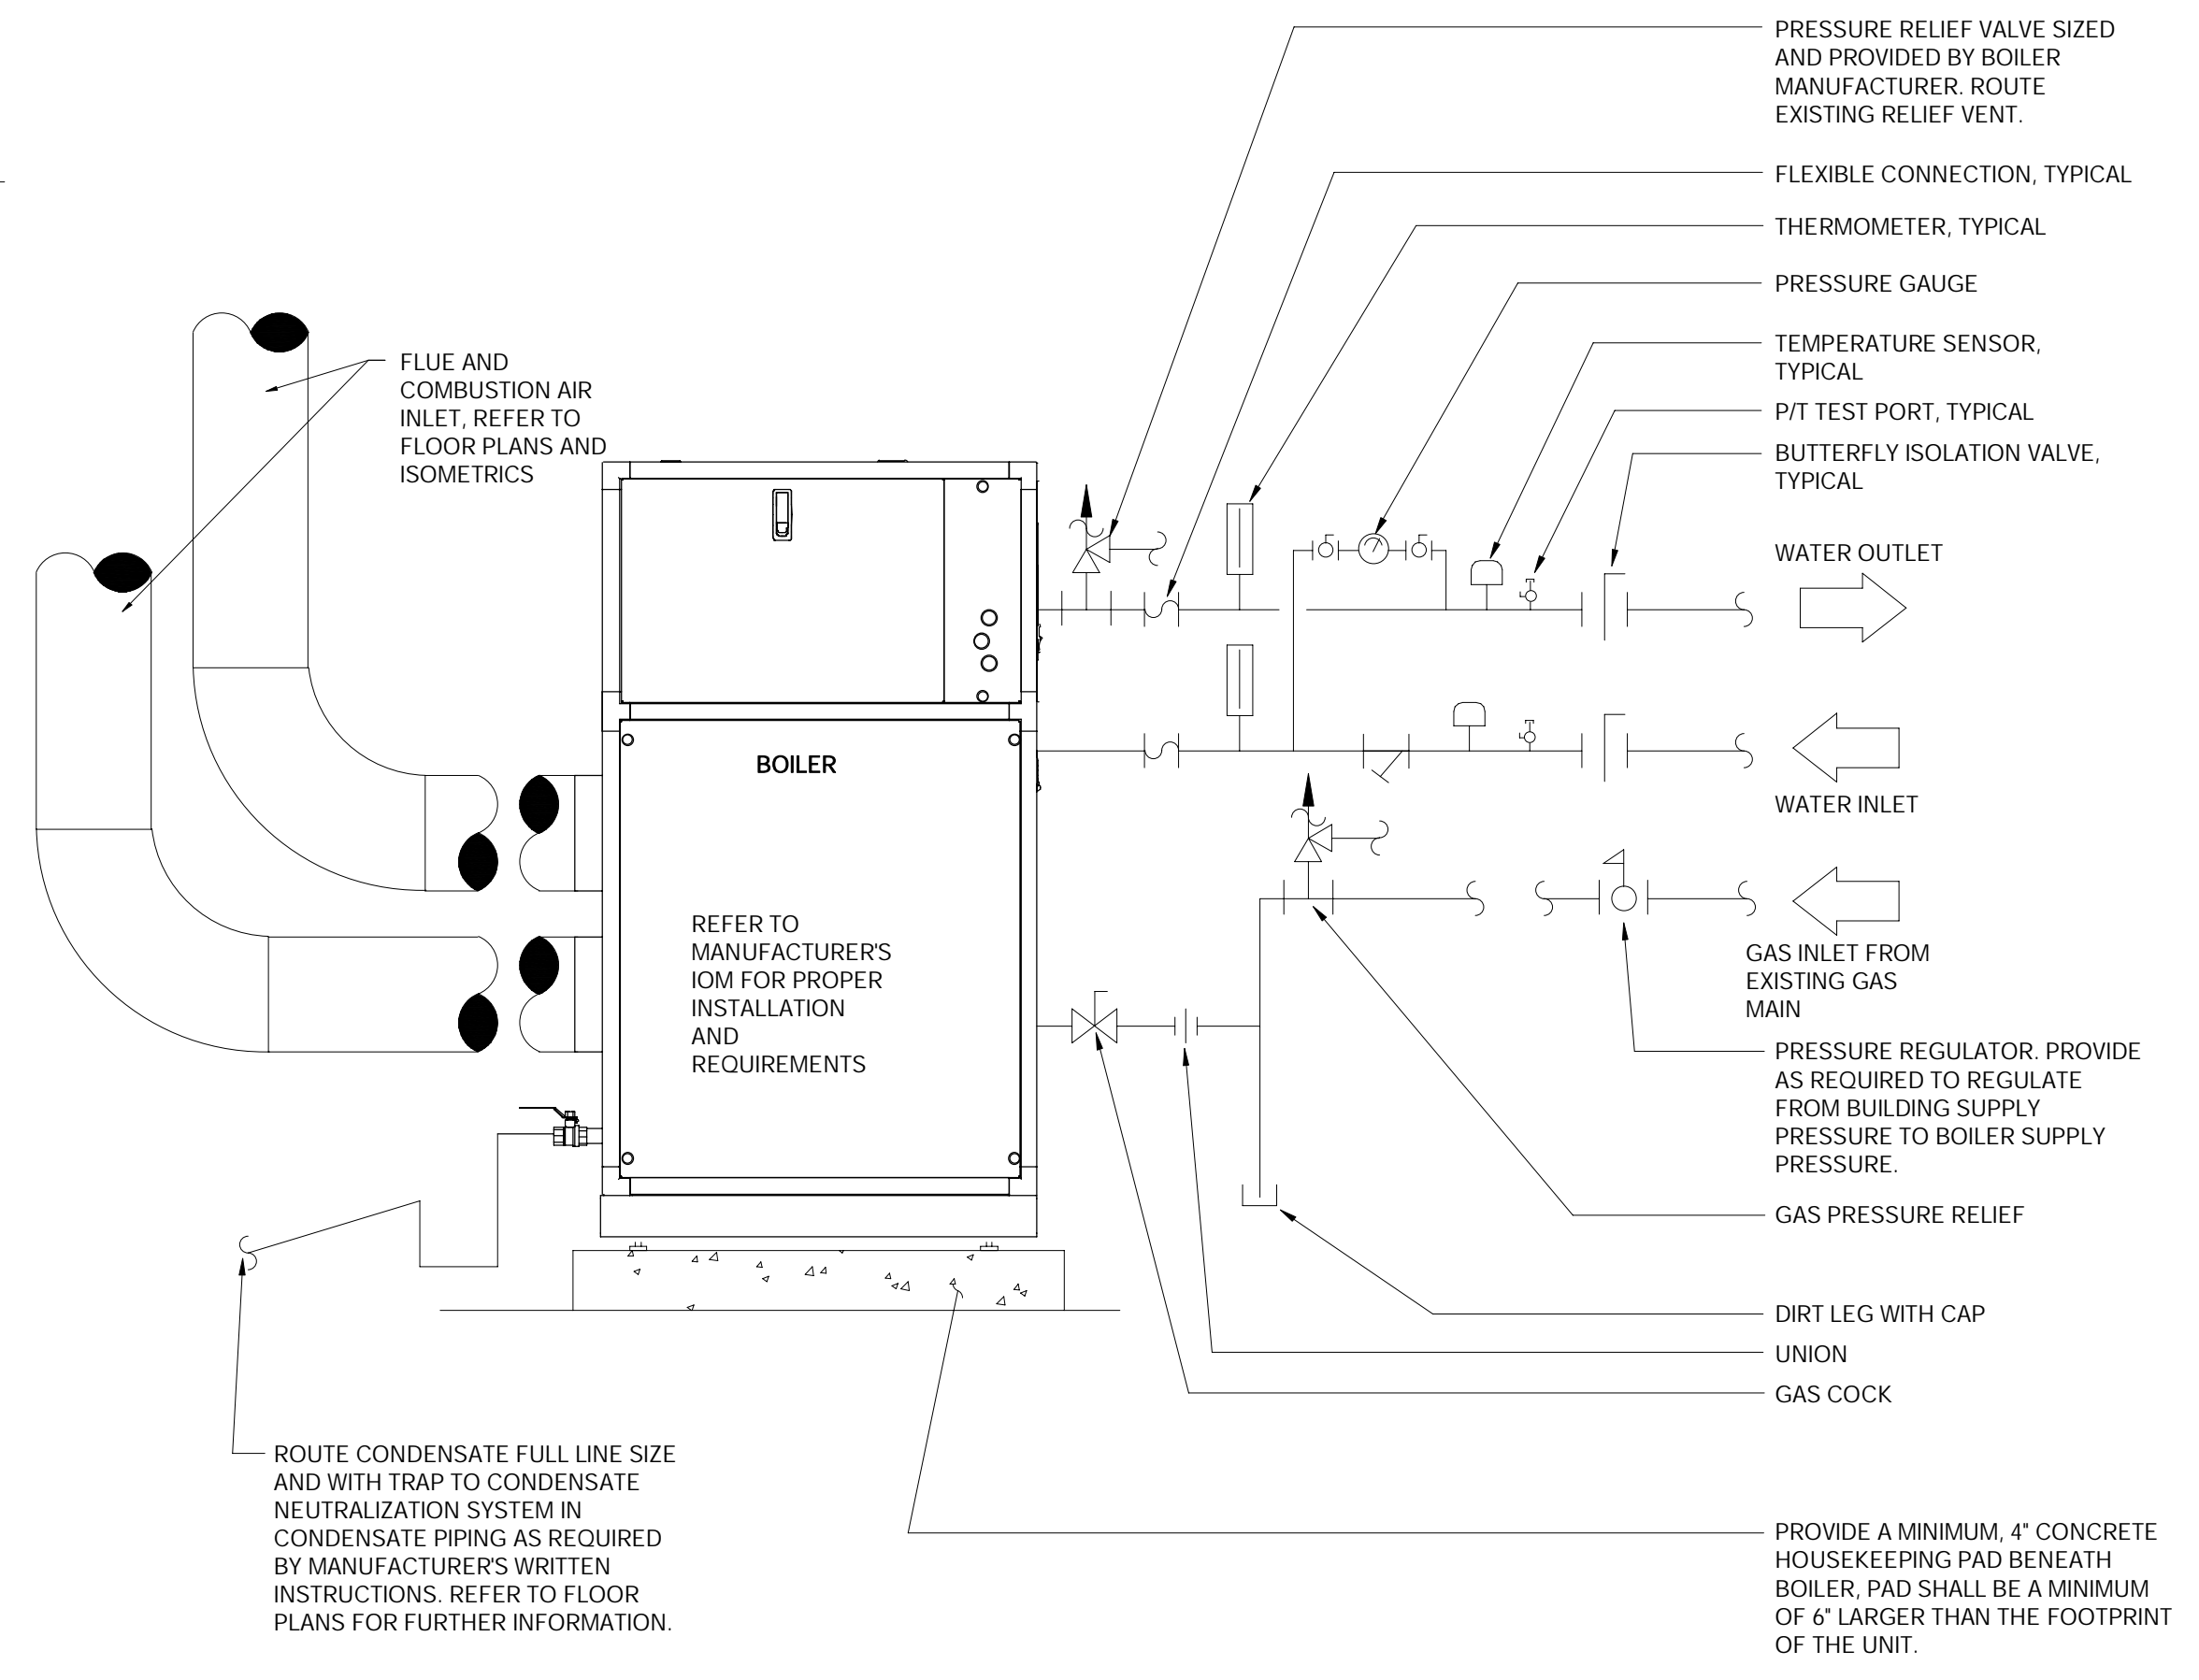 PRESSURE RELIEF VALVE SIZED
AND PROVIDED BY BOILER
MANUFACTURER. ROUTE
EXISTING RELIEF VENT.
FLEXIBLE CONNECTION, TYPICAL
THERMOMETER, TYPICAL
PRESSURE GAUGE
TEMPERATURE SENSOR,
TYPICAL
P/T TEST PORT, TYPICAL
BUTTERFLY ISOLATION VALVE,
TYPICAL
WATER OUTLET
WATER INLET
GAS INLET FROM
EXISTING GAS
MAIN
PRESSURE REGULATOR. PROVIDE
AS REQUIRED TO REGULATE
FROM BUILDING SUPPLY
PRESSURE TO BOILER SUPPLY
PRESSURE.
GAS PRESSURE RELIEF
DIRT LEG WITH CAP
UNION
GAS COCK
PROVIDE A MINIMUM, 4" CONCRETE
HOUSEKEEPING PAD BENEATH
BOILER, PAD SHALL BE A MINIMUM
OF 6" LARGER THAN THE FOOTPRINT
OF THE UNIT.
FLUE AND
COMBUSTION AIR
INLET, REFER TO
FLOOR PLANS AND
ISOMETRICS
BOILER
REFER TO
MANUFACTURER'S
IOM FOR PROPER
INSTALLATION
AND
REQUIREMENTS
ROUTE CONDENSATE FULL LINE SIZE
AND WITH TRAP TO CONDENSATE
NEUTRALIZATION SYSTEM IN
CONDENSATE PIPING AS REQUIRED
BY MANUFACTURER'S WRITTEN
INSTRUCTIONS. REFER TO FLOOR
PLANS FOR FURTHER INFORMATION.